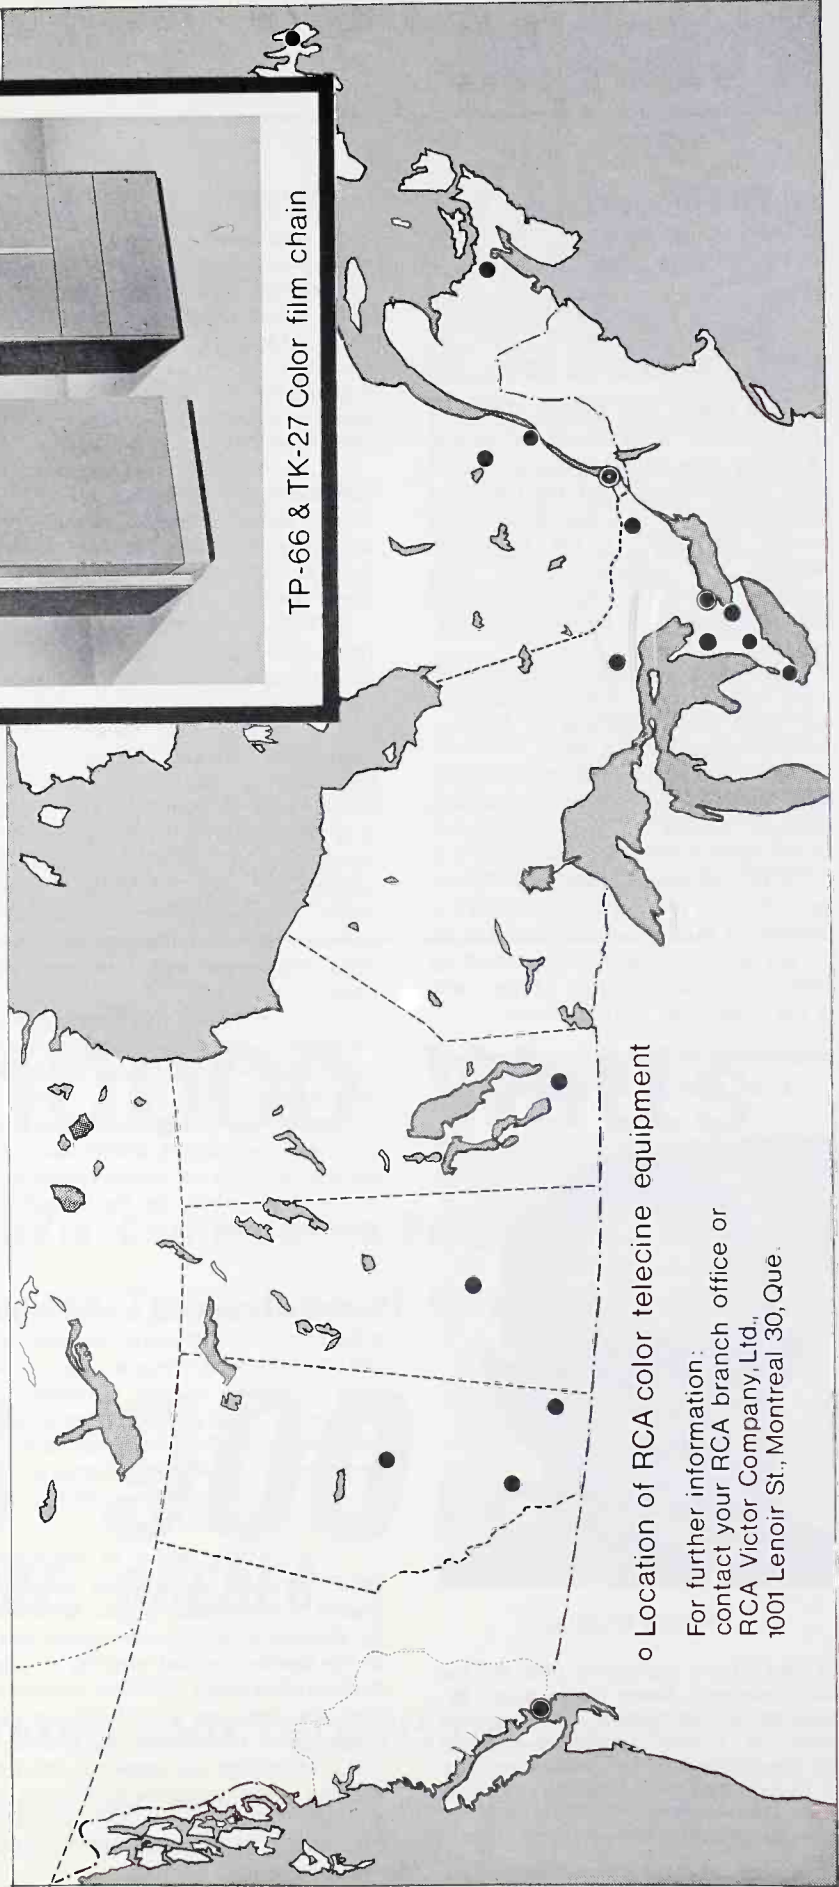 TP-66 & TK-27 Color film chain
o Location of RCA color telecine equipment
For further information:
contact your RCA branch office or
RCA Victor Company, Ltd.,
1001 Lenoir St., Montreal 30, Que.